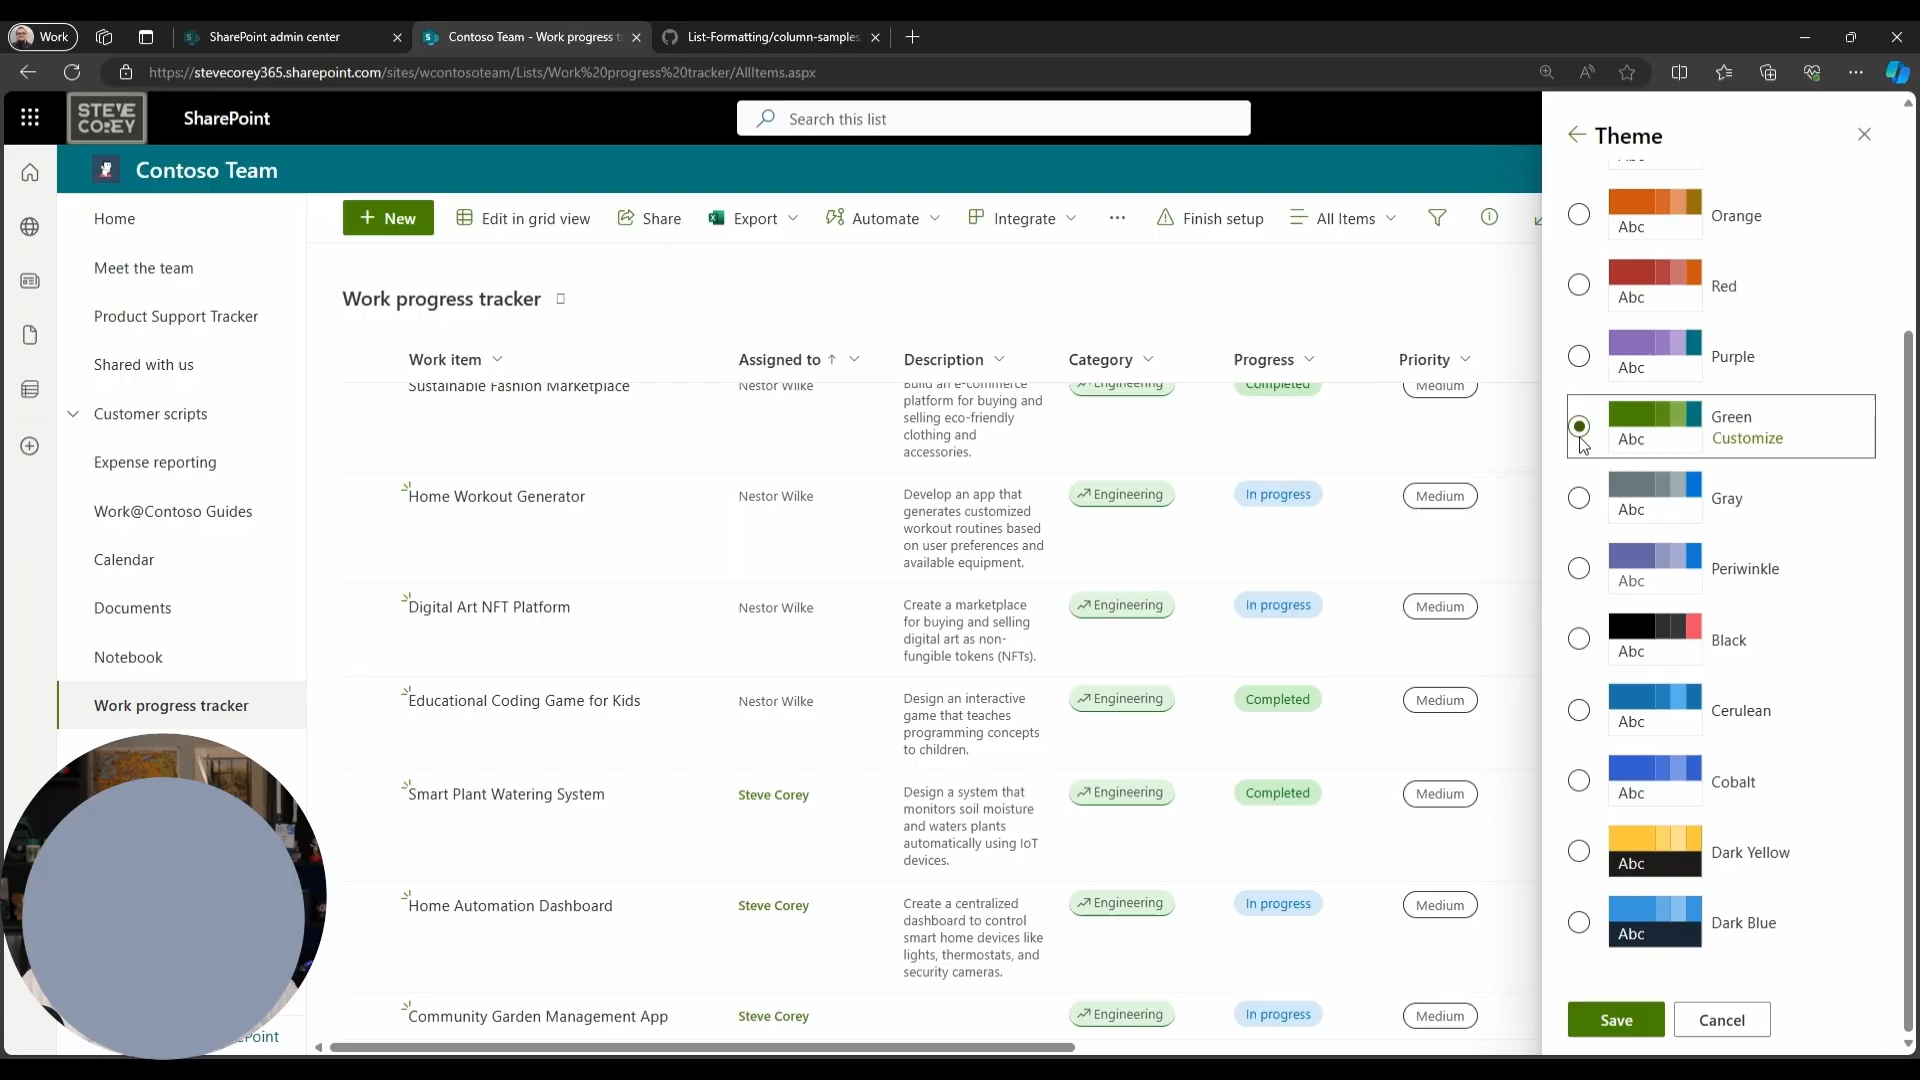 Work
SharePoint admin center
Contoso Team - Work progress t
List-Formatting/column-samples
https://stevecorey365.sharepoint.com/sites/wcontosoteam/Lists/Work%20progress%20tracker/AllItems.aspx
STEVE
COREY
SharePoint
Search this list
Contoso Team
Home
Meet the team
Product Support Tracker
Shared with us
Customer scripts
Expense reporting
Work@Contoso Guides
Calendar
Documents
Notebook
Work progress tracker
ePoint
New
Edit in grid view
Share
Export
Automate
Integrate
Finish setup
All Items
Work progress tracker
Work item
Assigned to
Description
Category
Progress
Priority
Sustainable Fashion Marketplace
Nestor Wilke
Build an e-commerce
platform for buying and
selling eco-friendly
clothing and
accessories.
Engineering
Completed
Medium
Home Workout Generator
Nestor Wilke
Develop an app that
generates customized
workout routines based
on user preferences and
available equipment.
Engineering
In progress
Medium
Digital Art NFT Platform
Nestor Wilke
Create a marketplace
for buying and selling
digital art as non-
fungible tokens (NFTs).
Engineering
In progress
Medium
Educational Coding Game for Kids
Nestor Wilke
Design an interactive
game that teaches
programming concepts
to children.
Engineering
Completed
Medium
Smart Plant Watering System
Steve Corey
Design a system that
monitors soil moisture
and waters plants
automatically using IoT
devices.
Engineering
Completed
Medium
Home Automation Dashboard
Steve Corey
Create a centralized
dashboard to control
smart home devices like
lights, thermostats, and
security cameras.
Engineering
In progress
Medium
Community Garden Management App
Steve Corey
Engineering
In progress
Medium
Theme
Abc
Orange
Abc
Red
Abc
Purple
Abc
Green
Customize
Abc
Gray
Abc
Periwinkle
Abc
Black
Abc
Cerulean
Abc
Cobalt
Abc
Dark Yellow
Abc
Dark Blue
Save
Cancel